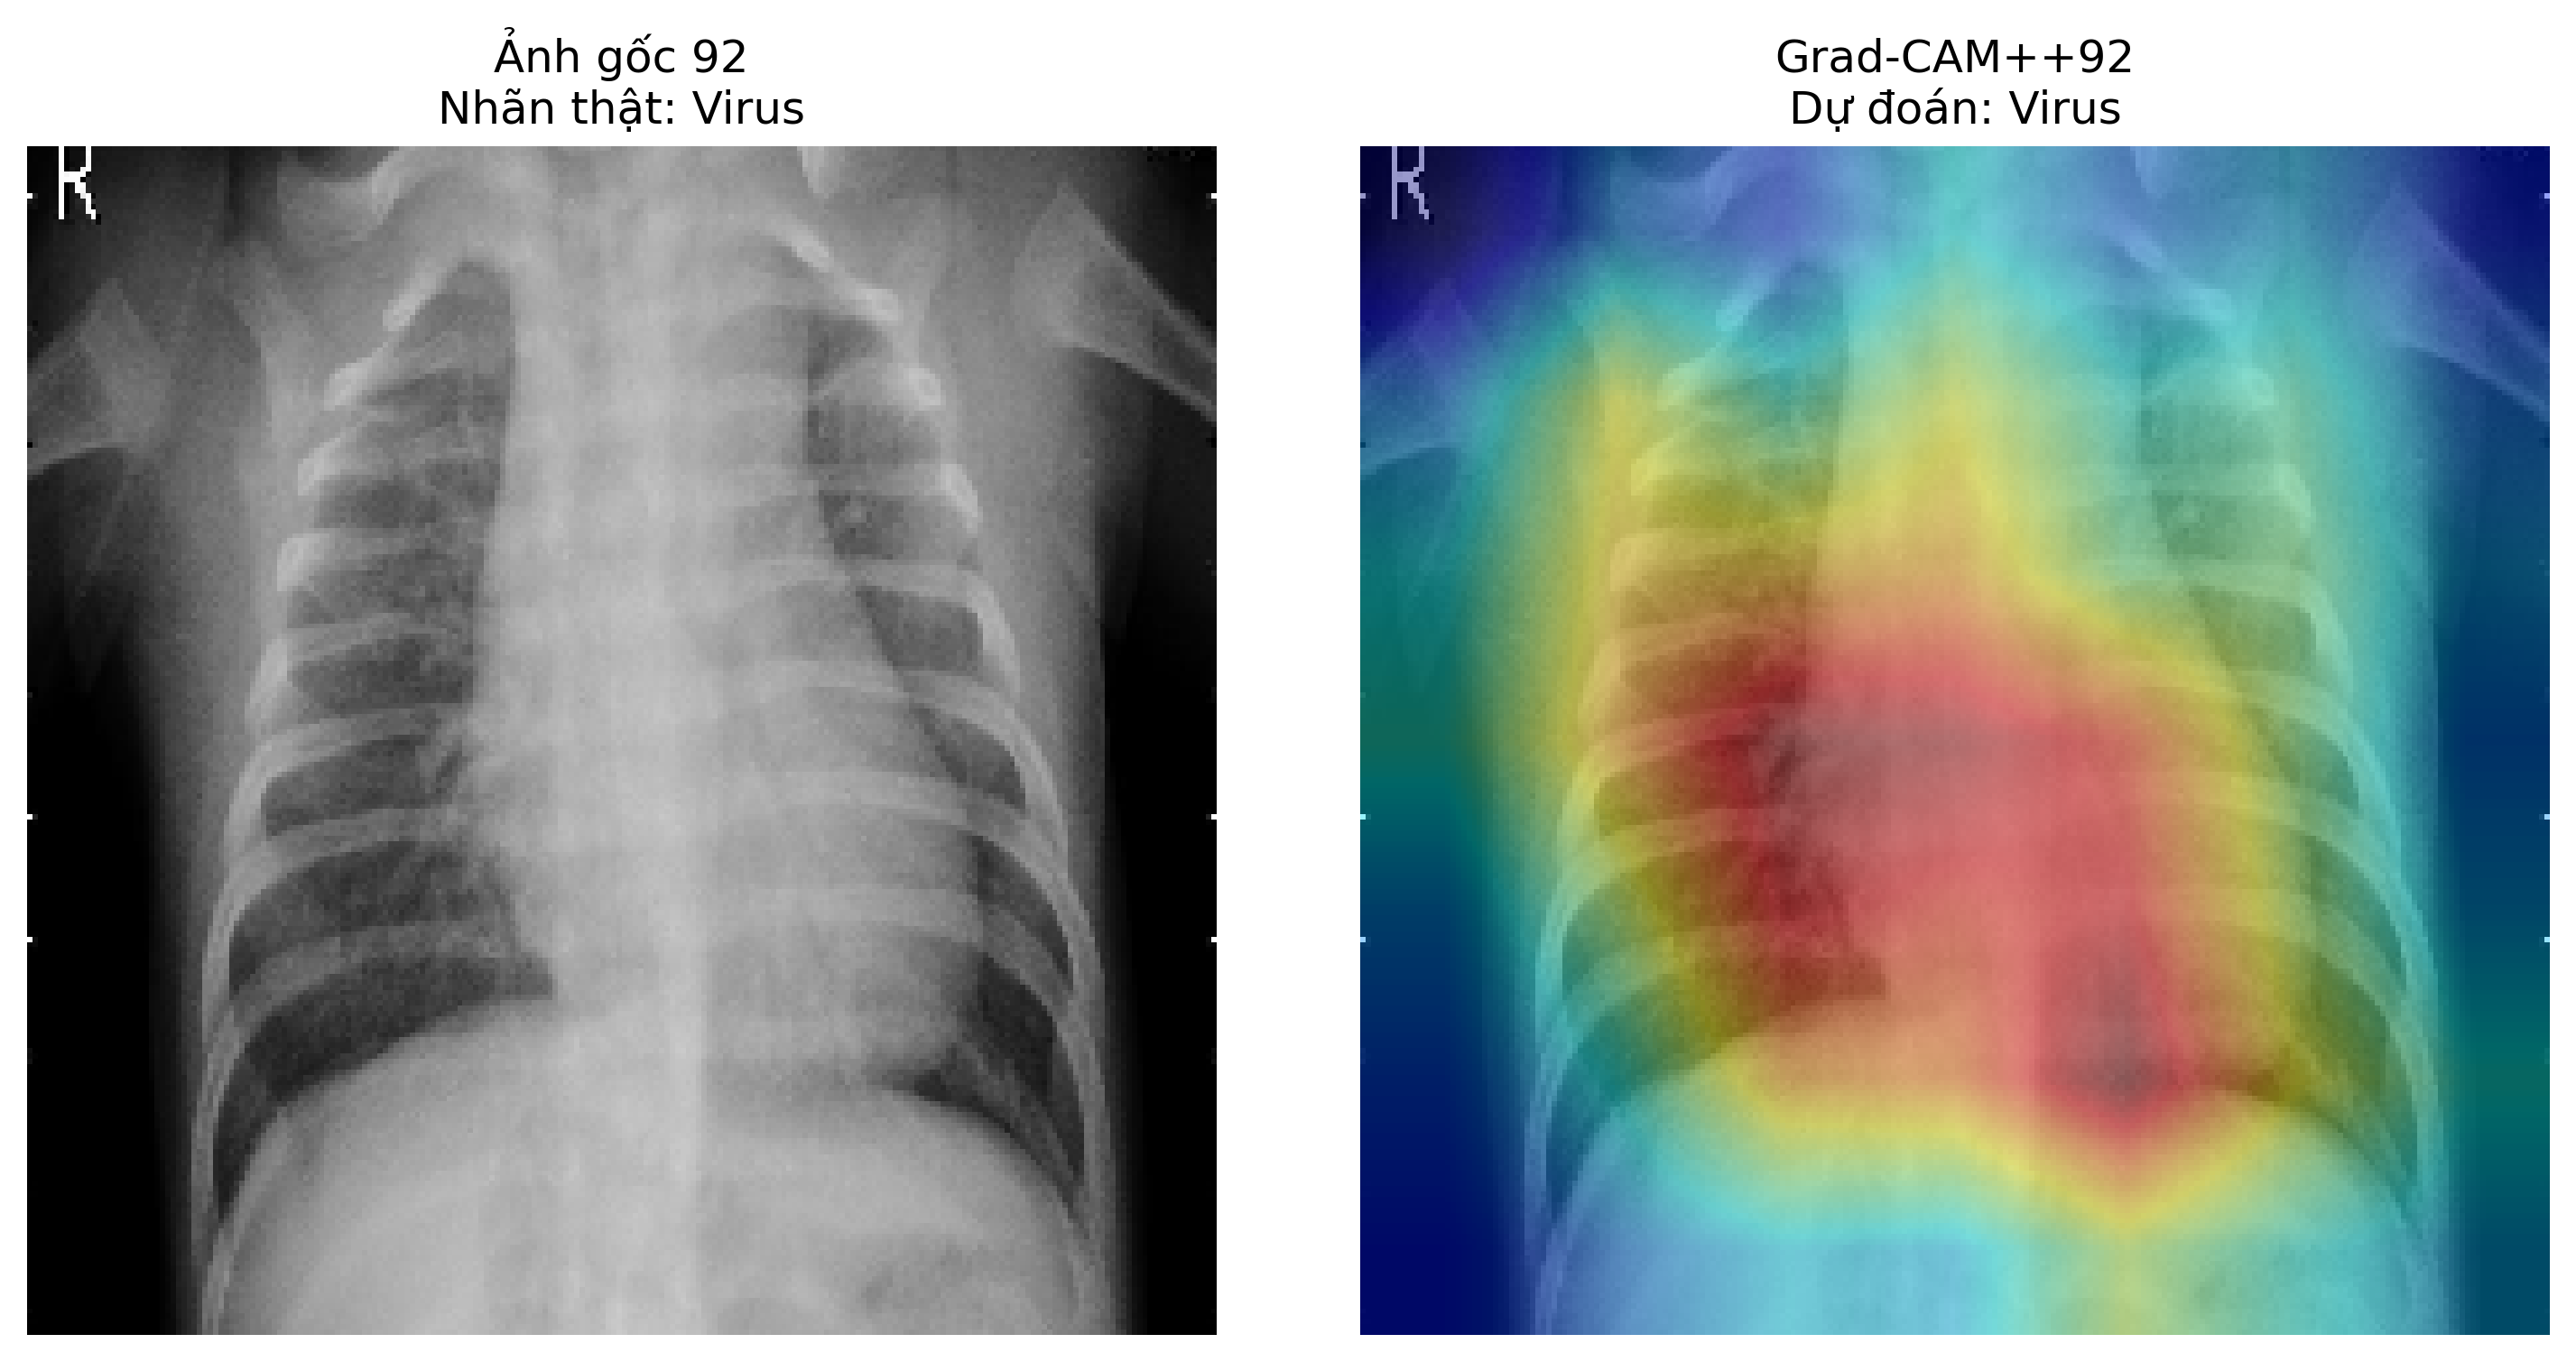 Ảnh gốc 92
Nhãn thật: Virus
Grad-CAM++92
Dự đoán: Virus
R
R